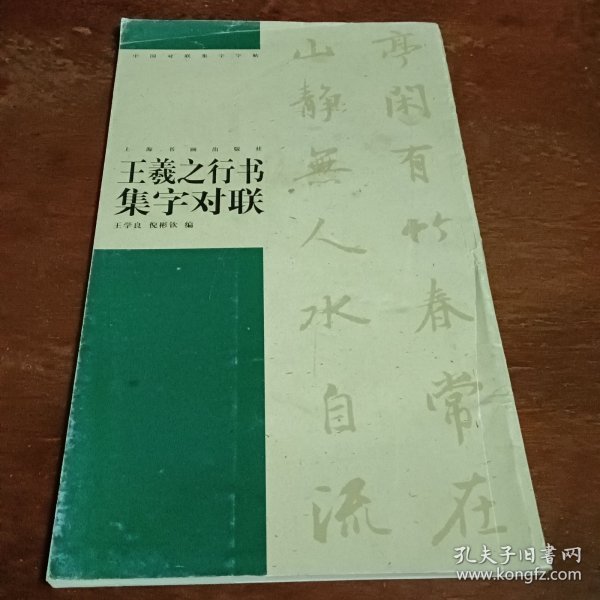 中国对联集字字帖
上海书画出版社
王羲之行书
集字对联
王学良 倪彬钦 编
亭闲有竹春常在
山静無人水自流
孔夫子旧书网
www.kongfz.com